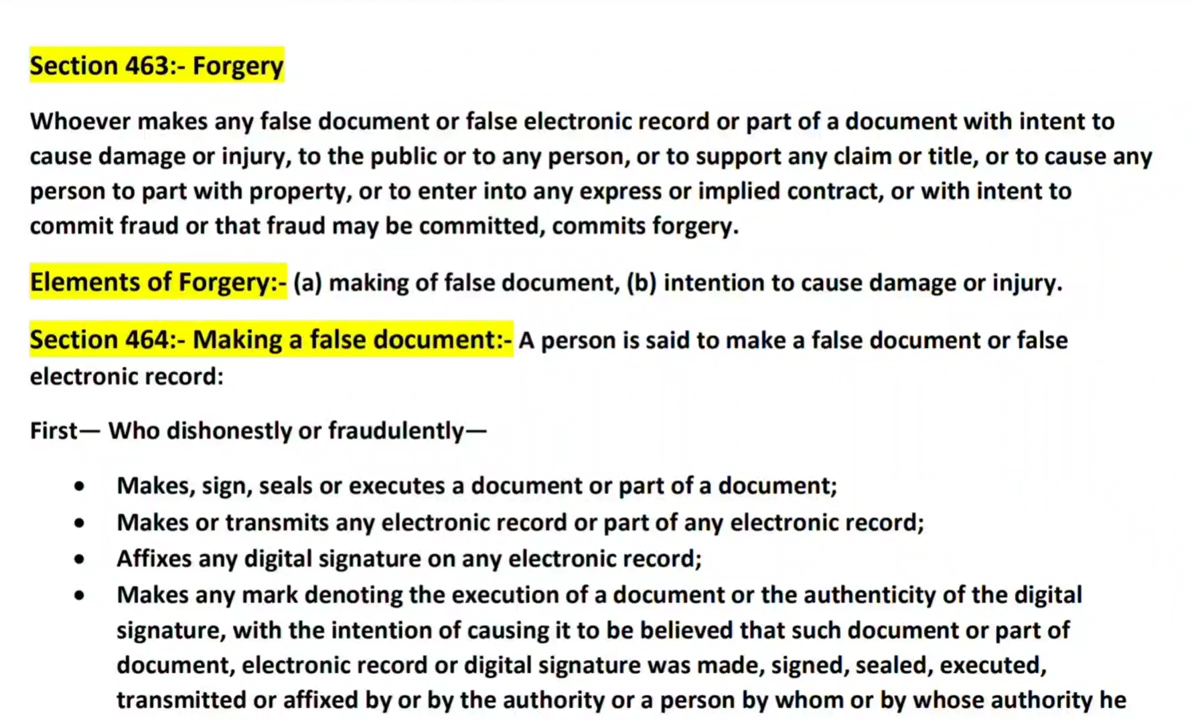 Section 463:- Forgery
Whoever makes any false document or false electronic record or part of a document with intent to
cause damage or injury, to the public or to any person, or to support any claim or title, or to cause any
person to part with property, or to enter into any express or implied contract, or with intent to
commit fraud or that fraud may be committed, commits forgery.
Elements of Forgery:- (a) making of false document, (b) intention to cause damage or injury.
Section 464:- Making a false document:- A person is said to make a false document or false
electronic record:
First— Who dishonestly or fraudulently—
• Makes, sign, seals or executes a document or part of a document;
• Makes or transmits any electronic record or part of any electronic record;
• Affixes any digital signature on any electronic record;
• Makes any mark denoting the execution of a document or the authenticity of the digital
signature, with the intention of causing it to be believed that such document or part of
document, electronic record or digital signature was made, signed, sealed, executed,
transmitted or affixed by or by the authority or a person by whom or by whose authority he